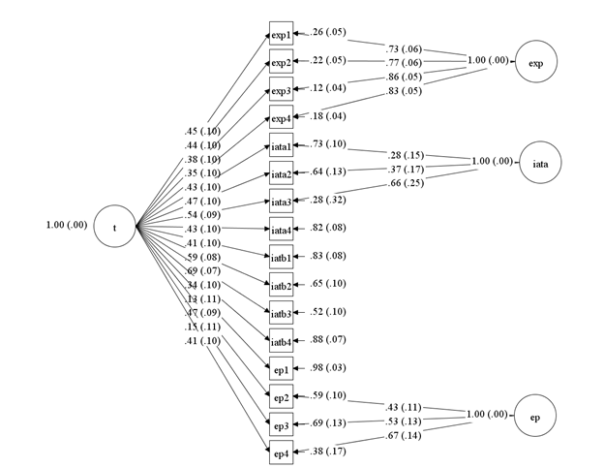 exp1 .26 (.05)
exp2 .22 (.05)
exp3 .12 (.04)
exp4 .18 (.04)
iata1 .73 (.10)
iata2 .64 (.13)
iata3 .28 (.32)
iata4 .82 (.08)
iatb1 .83 (.08)
iatb2 .65 (.10)
iatb3 .52 (.10)
iatb4 .88 (.07)
ep1 .98 (.03)
ep2 .59 (.10)
ep3 .69 (.13)
ep4 .38 (.17)
1.00 (.00) t
.45 (.10)
.44 (.10)
.38 (.10)
.35 (.10)
.43 (.10)
.47 (.10)
.54 (.09)
.43 (.10)
.41 (.10)
.59 (.08)
.69 (.07)
.34 (.10)
.13 (.11)
.47 (.09)
.15 (.11)
.41 (.10)
.73 (.06)
.77 (.06)
.86 (.05)
.83 (.05)
1.00 (.00) exp
.28 (.15)
.37 (.17)
.66 (.25)
1.00 (.00) iata
.43 (.11)
.53 (.13)
.67 (.14)
1.00 (.00) ep